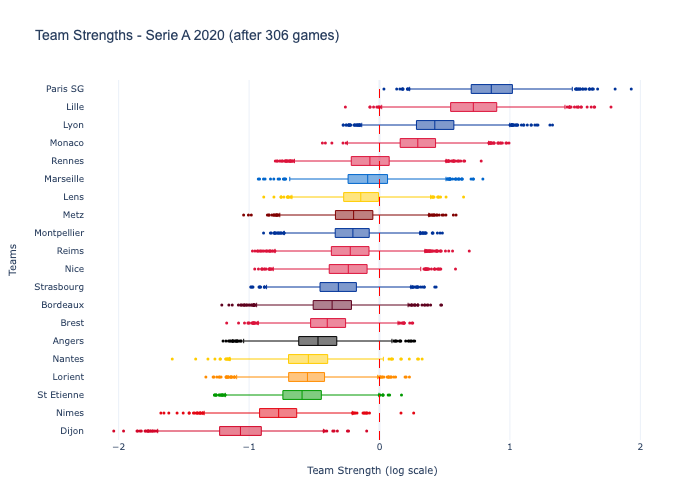 Team Strengths - Serie A 2020 (after 306 games)
Paris SG
Lille
Lyon
Monaco
Rennes
Marseille
Lens
Metz
Montpellier
Reims
Nice
Strasbourg
Bordeaux
Brest
Angers
Nantes
Lorient
St Etienne
Nimes
Dijon
Teams
−2 −1 0 1 2
Team Strength (log scale)